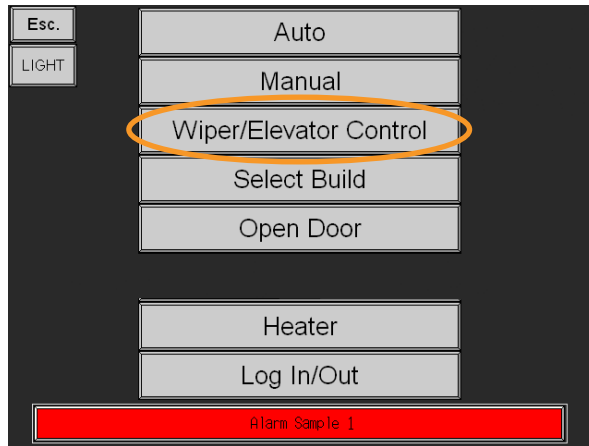 Esc.
LIGHT
Auto
Manual
Wiper/Elevator Control
Select Build
Open Door
Heater
Log In/Out
Alarm Sample 1